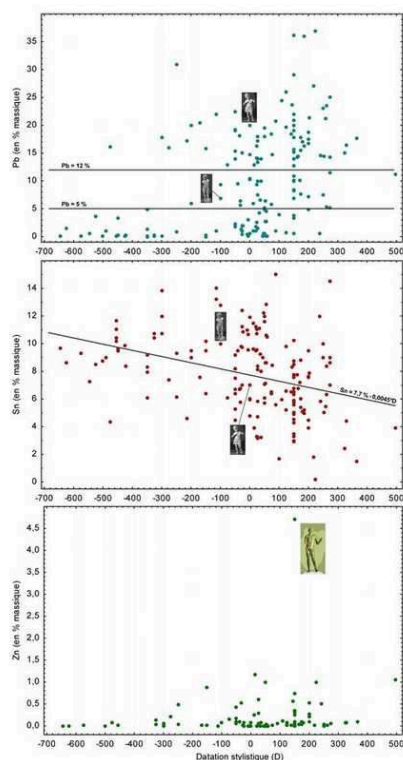 35
30
25
20
15
10
5
0
Pb (en % massique)
Pb = 12 %
Pb = 5 %
-700 -600 -500 -400 -300 -200 -100 0 100 200 300 400 500
14
12
10
8
6
4
2
0
Sn (en % massique)
Sn = 7,7 % - 0,0045*D
-700 -600 -500 -400 -300 -200 -100 0 100 200 300 400 500
4,5
4,0
3,5
3,0
2,5
2,0
1,5
1,0
0,5
0,0
Zn (en % massique)
-700 -600 -500 -400 -300 -200 -100 0 100 200 300 400 500
Datation stylistique (D)